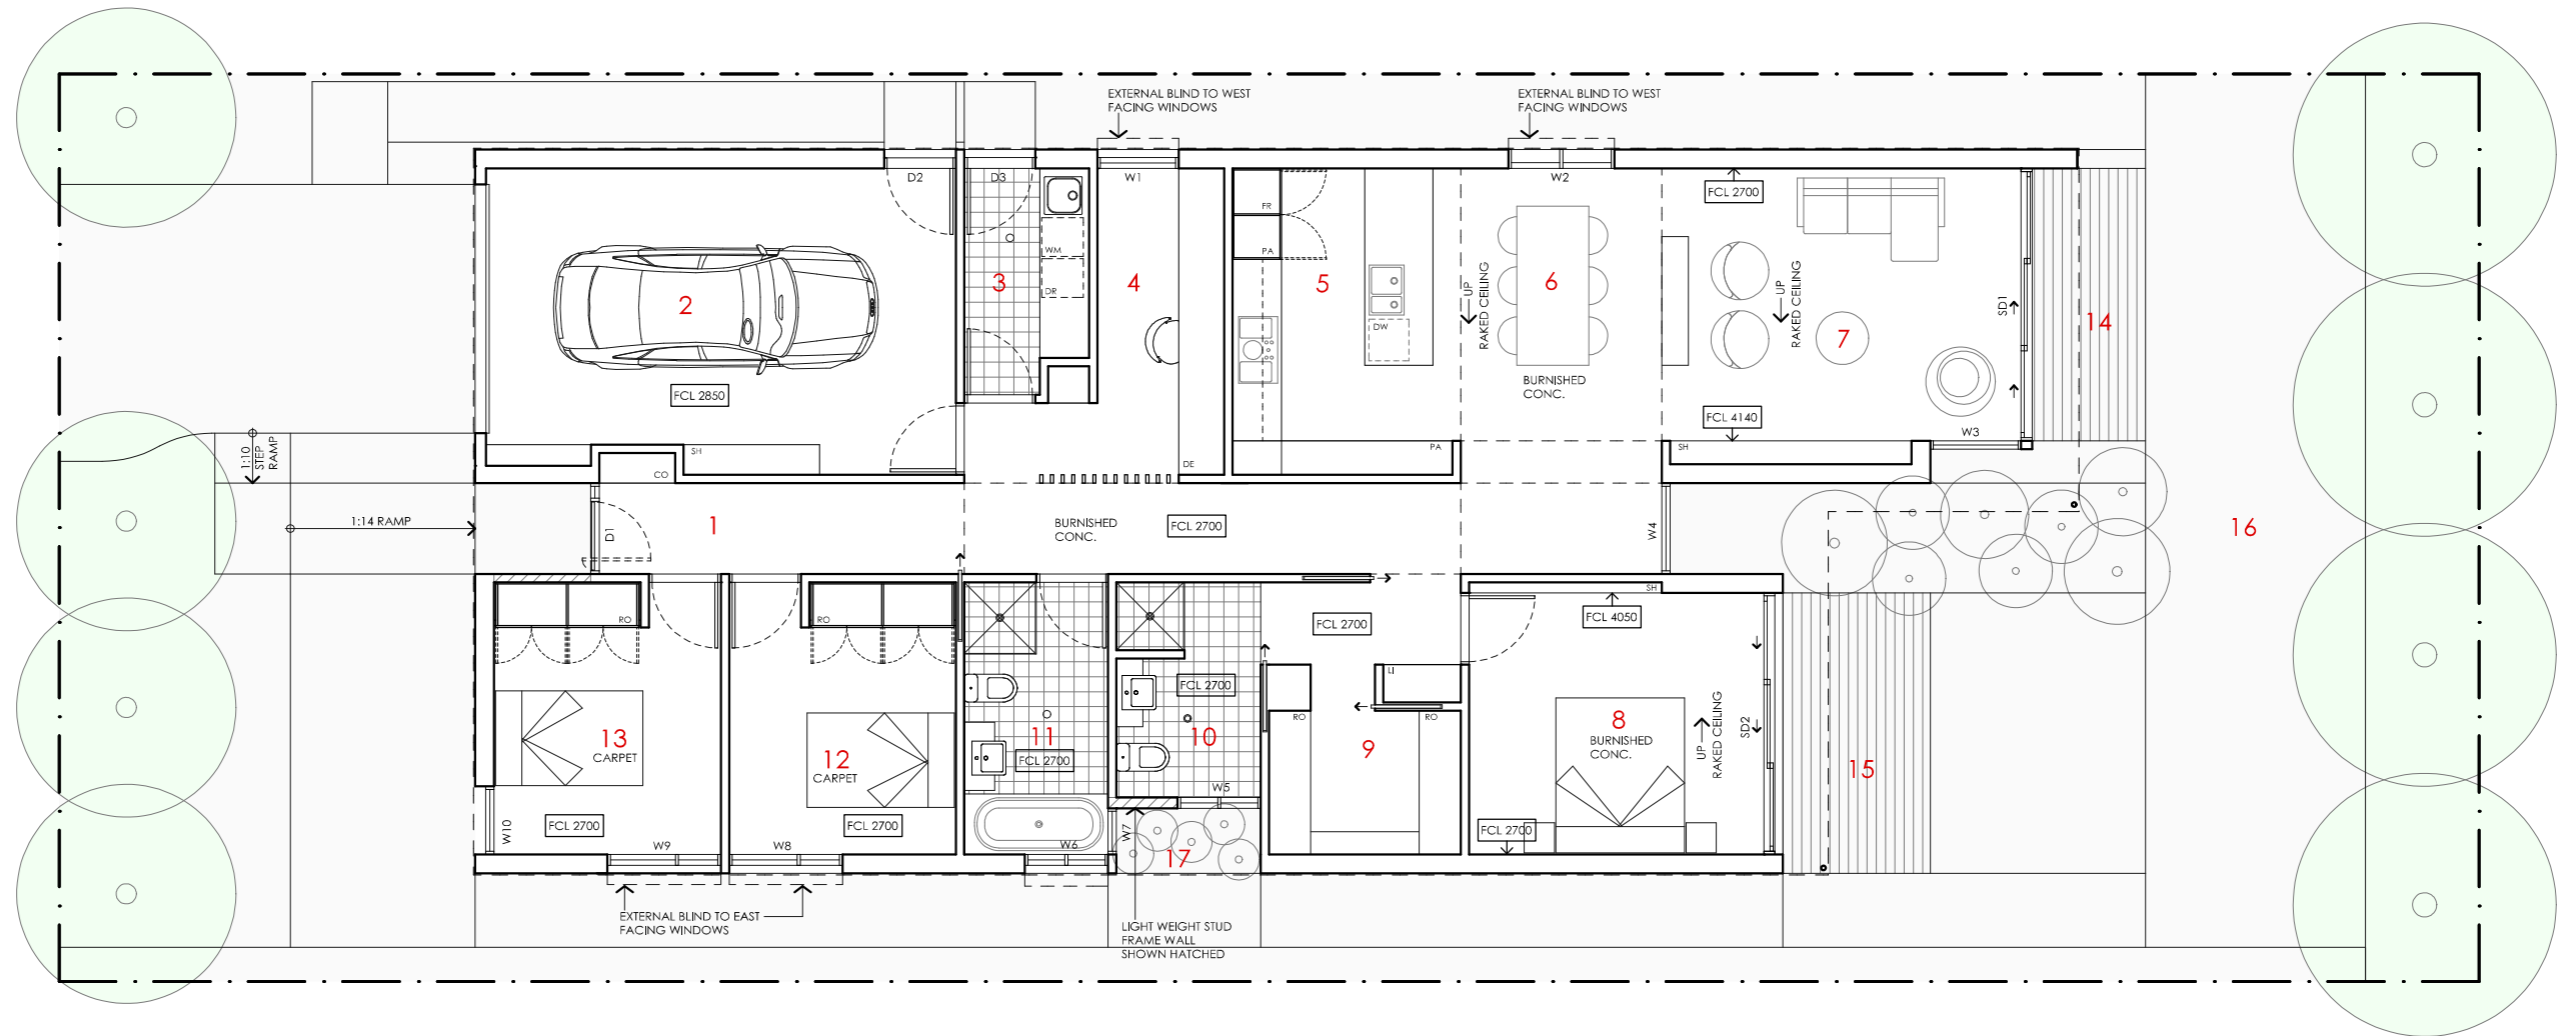 EXTERNAL BLIND TO WEST
FACING WINDOWS
EXTERNAL BLIND TO WEST
FACING WINDOWS
D2
D3
W1
W2
FCL 2700
FR
WM
PA
DR
3
4
5
6
2
UP
RAKED CEILING
UP
RAKED CEILING
SD1
14
DW
7
BURNISHED
CONC.
FCL 2850
FCL 4140
W3
1:10
STEP
RAMP
SH
CO
DE
PA
SH
1:14 RAMP
D1
1
BURNISHED
CONC.
FCL 2700
W4
16
RO
RO
FCL 2700
SH
FCL 4050
LI
FCL 2700
RO
RO
13
CARPET
12
CARPET
11
FCL 2700
10
9
8
BURNISHED
CONC.
UP
RAKED CEILING
SD2
15
W5
W10
FCL 2700
W9
W8
FCL 2700
W6
W7
17
FCL 2700
EXTERNAL BLIND TO EAST
FACING WINDOWS
LIGHT WEIGHT STUD
FRAME WALL
SHOWN HATCHED